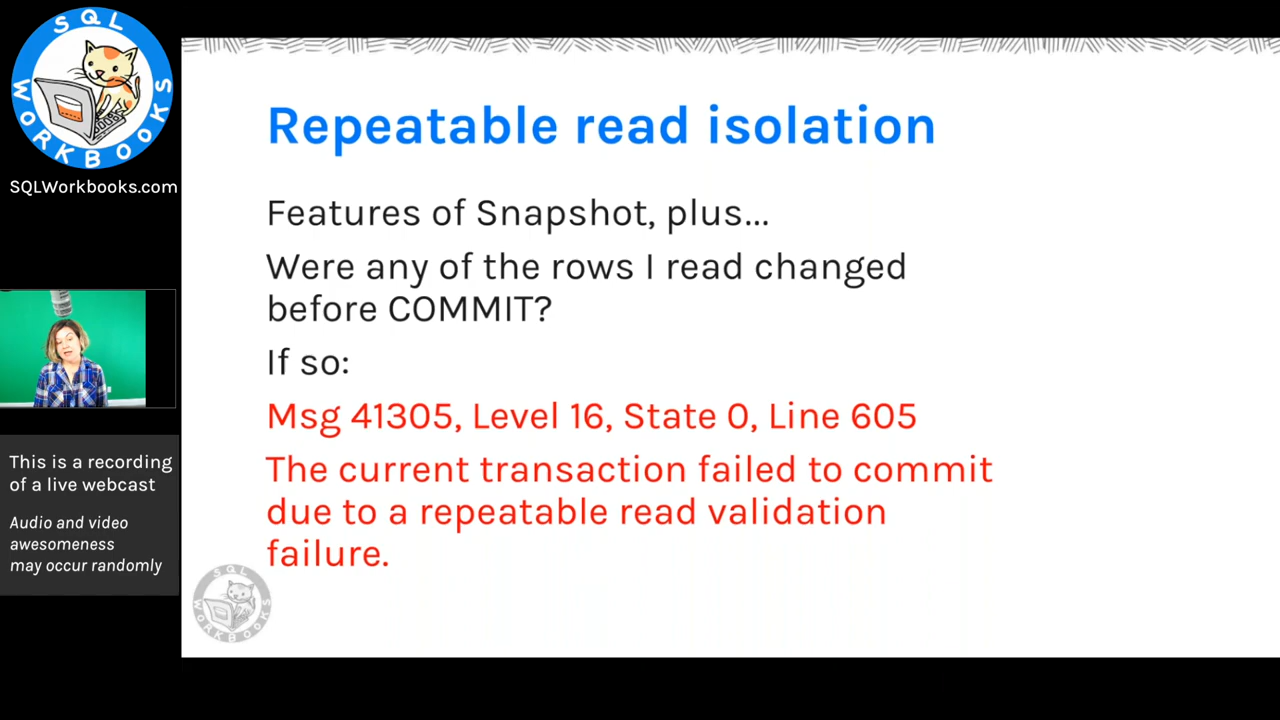 SQL
WORKBOOKS
SQLWorkbooks.com
This is a recording
of a live webcast
Audio and video
awesomeness
may occur randomly
Repeatable read isolation
Features of Snapshot, plus...
Were any of the rows I read changed
before COMMIT?
If so:
Msg 41305, Level 16, State 0, Line 605
The current transaction failed to commit
due to a repeatable read validation
failure.
SQL
WORKBOOKS